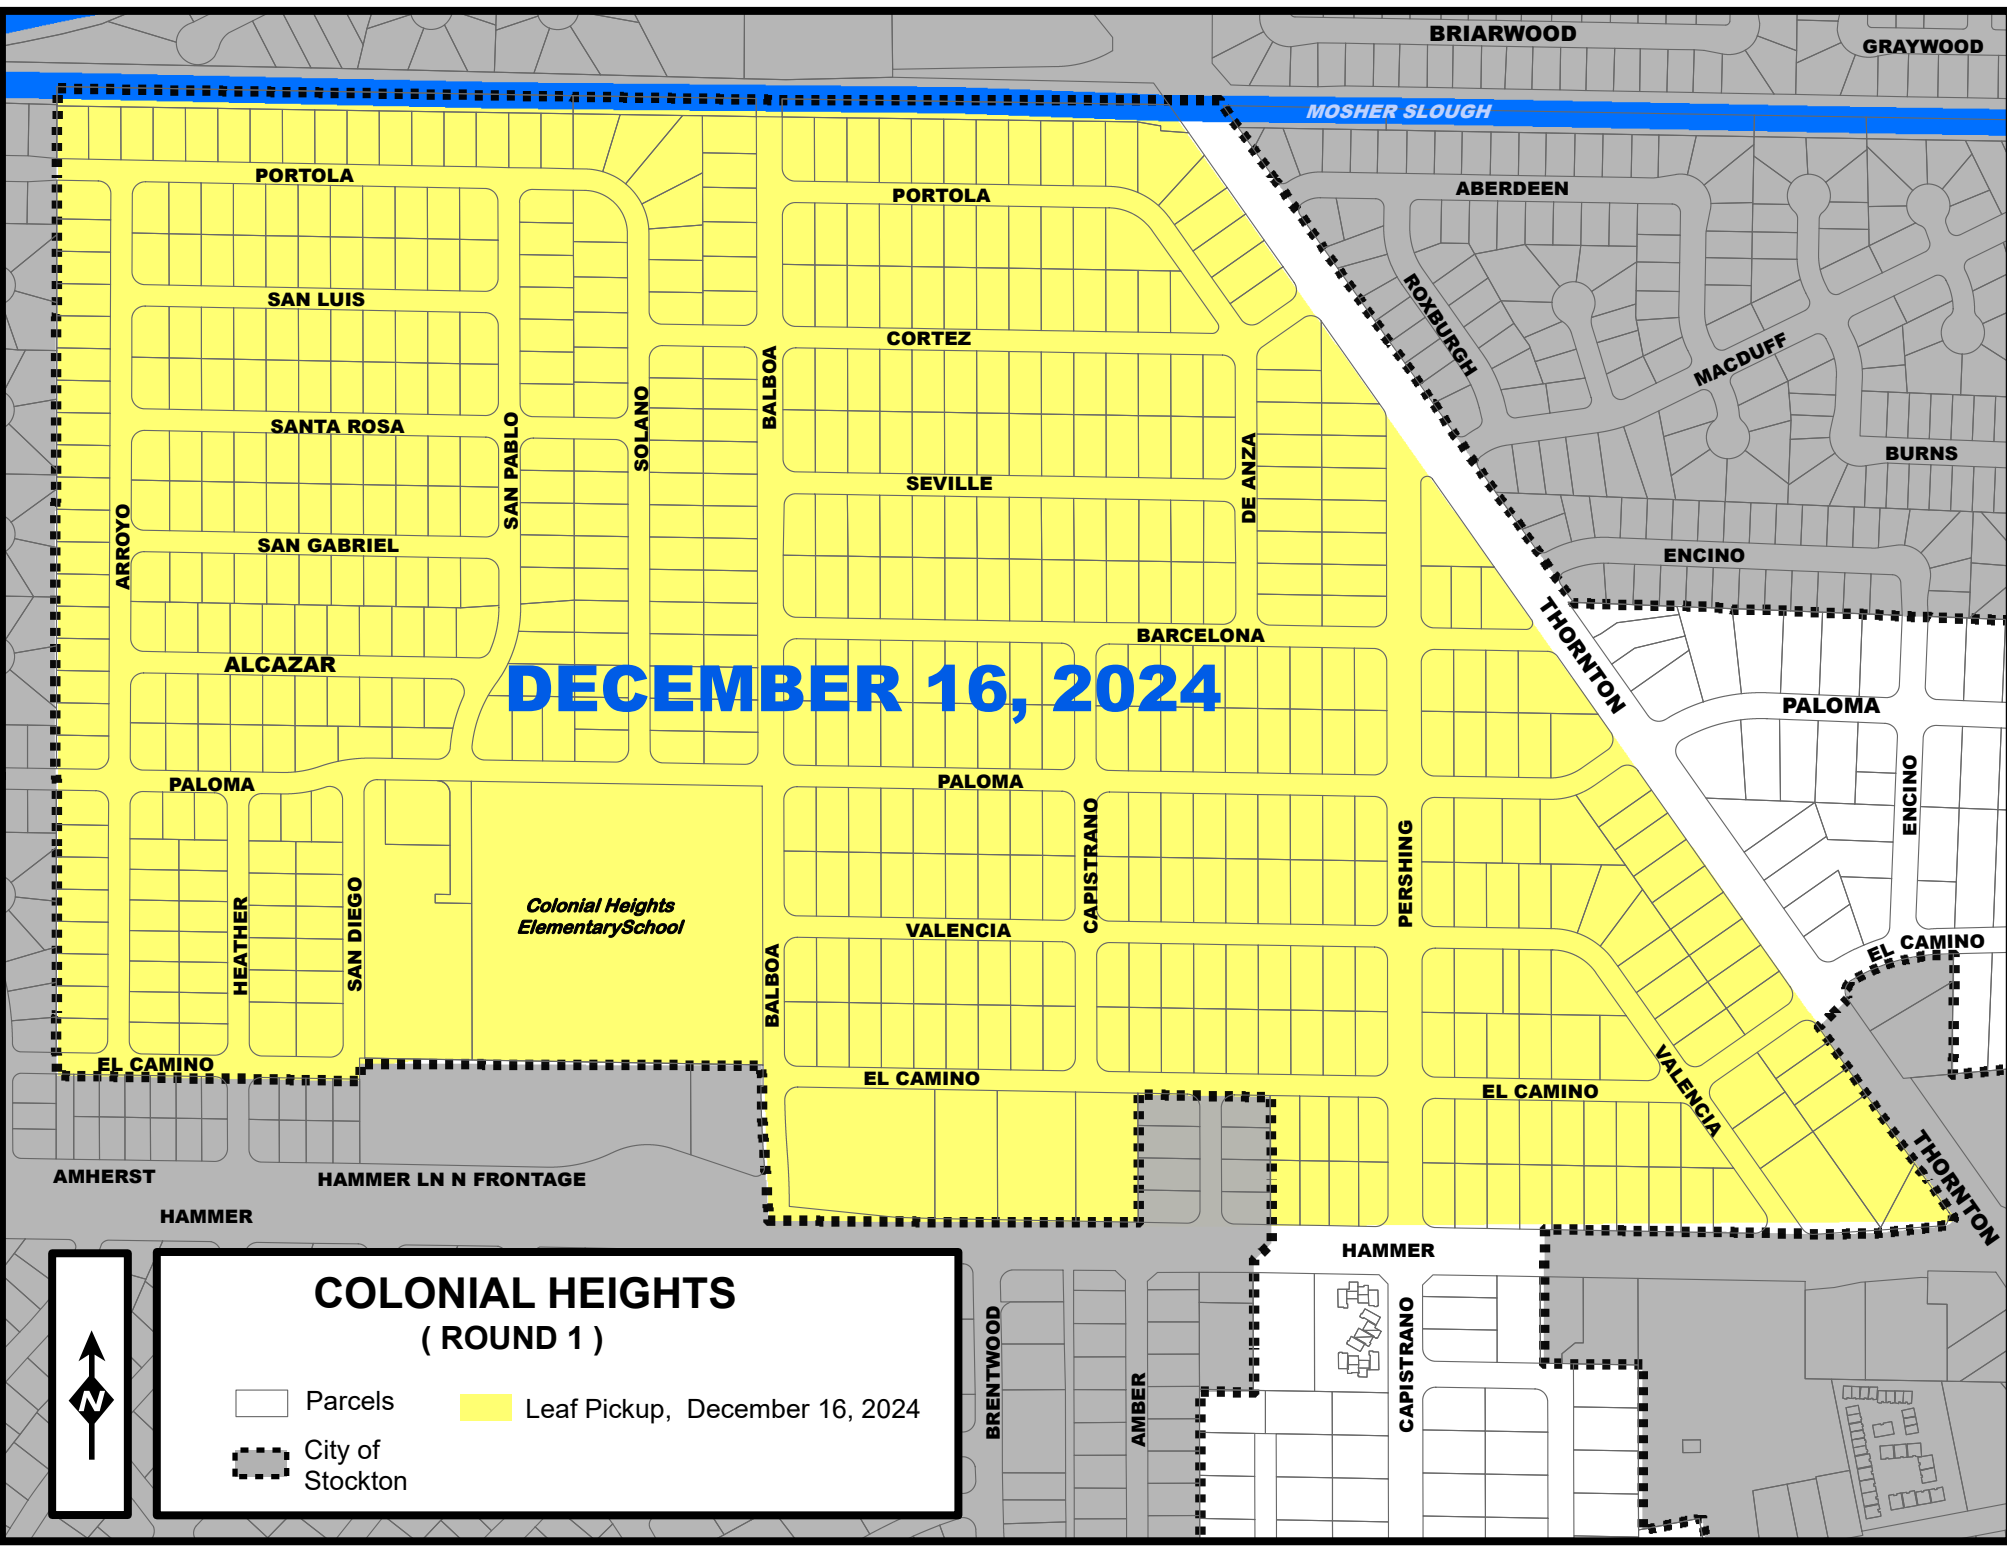 BRIARWOOD
GRAYWOOD
MOSHER SLOUGH
PORTOLA
PORTOLA
ABERDEEN
SAN LUIS
CORTEZ
ROXBURGH
MACDUFF
BALBOA
SANTA ROSA
SAN PABLO
SOLANO
DE ANZA
SEVILLE
BURNS
ARROYO
SAN GABRIEL
ENCINO
BARCELONA
THORNTON
ALCAZAR
DECEMBER 16, 2024
PALOMA
PALOMA
PALOMA
ENCINO
CAPISTRANO
PERSHING
HEATHER
SAN DIEGO
Colonial Heights
ElementarySchool
VALENCIA
BALBOA
EL CAMINO
EL CAMINO
EL CAMINO
EL CAMINO
VALENCIA
THORNTON
AMHERST
HAMMER LN N FRONTAGE
HAMMER
HAMMER
COLONIAL HEIGHTS
( ROUND 1 )
N
Parcels
Leaf Pickup, December 16, 2024
City of
Stockton
BRENTWOOD
AMBER
CAPISTRANO